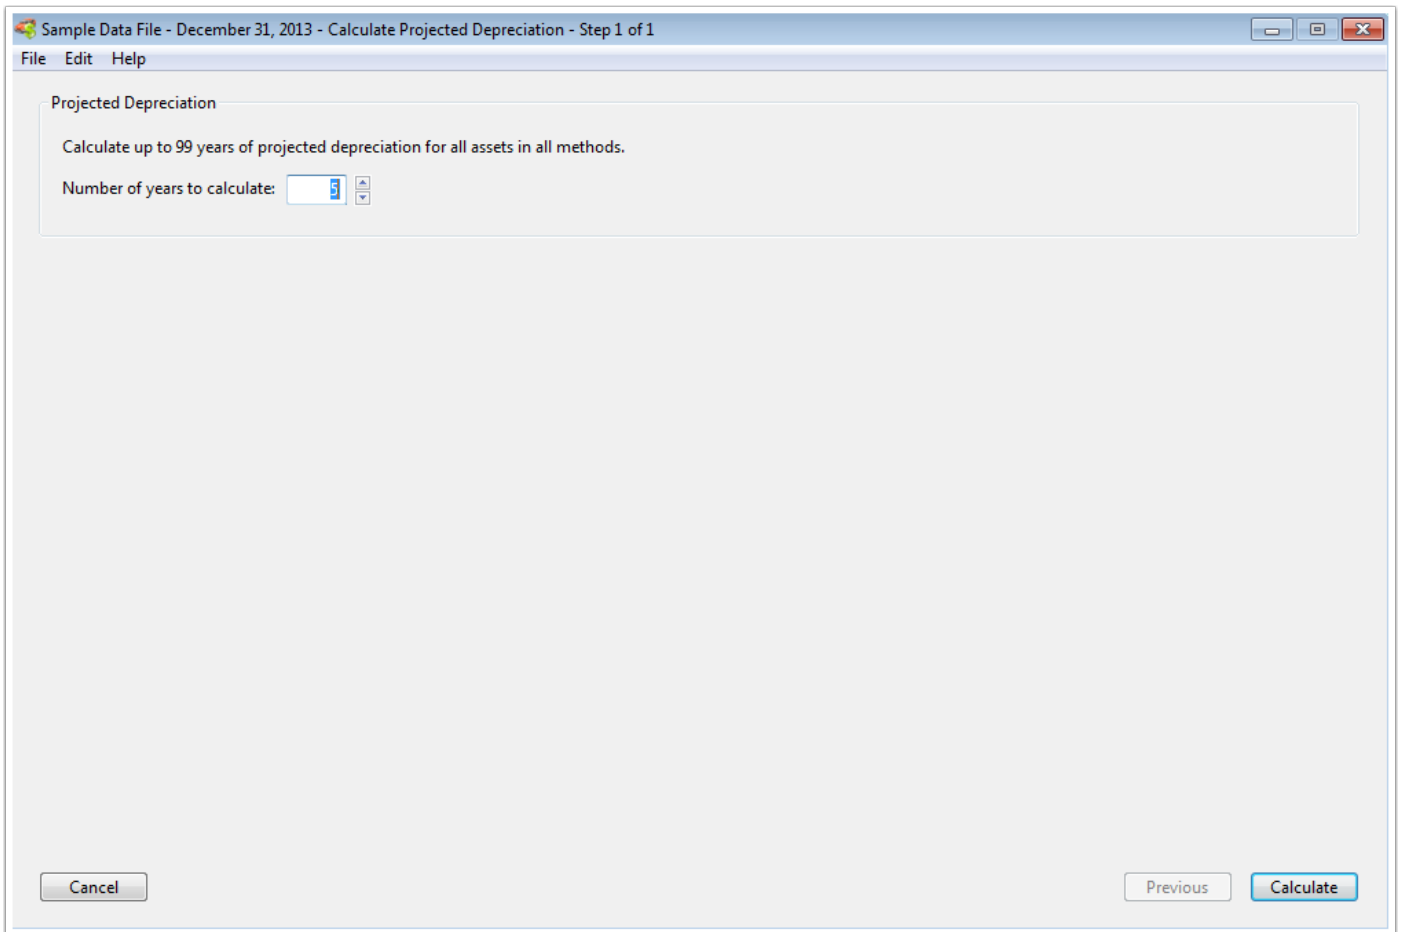 Sample Data File - December 31, 2013 - Calculate Projected Depreciation - Step 1 of 1
File Edit Help
Projected Depreciation
Calculate up to 99 years of projected depreciation for all assets in all methods.
Number of years to calculate: 5
Cancel Previous Calculate